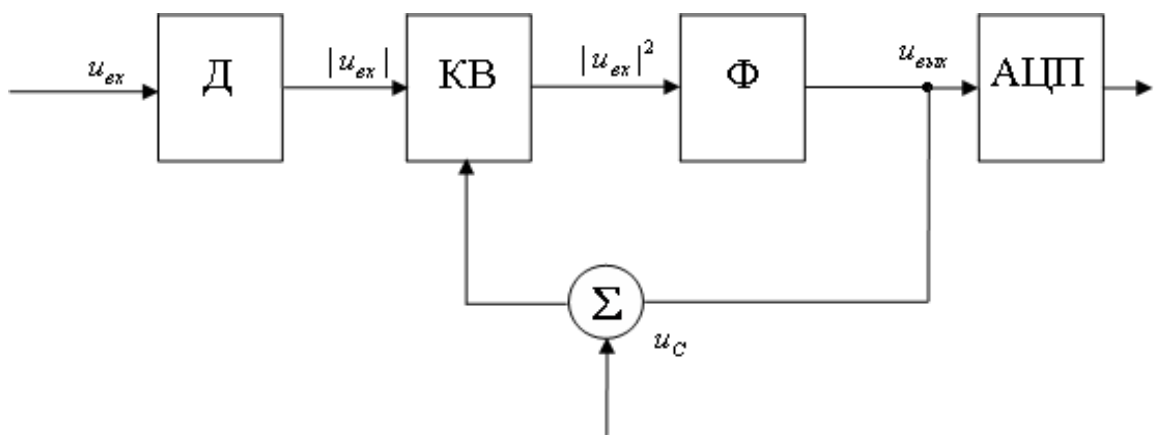 u_вх
Д
|u_вх|
КВ
|u_вх|²
Ф
u_вых
АЦП
Σ
u_C